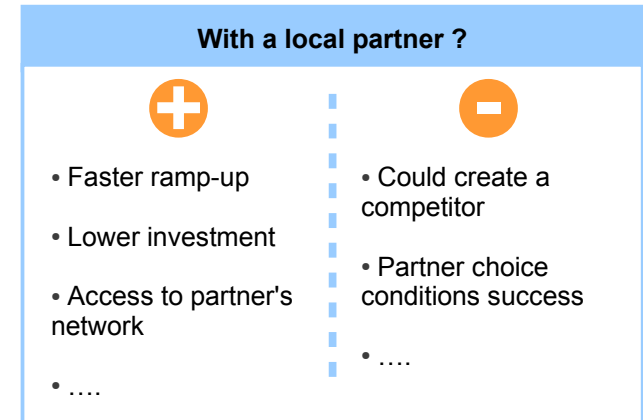 With a local partner ?
• Faster ramp-up
• Lower investment
• Access to partner's
network
• ....
• Could create a
competitor
• Partner choice
conditions success
• ....